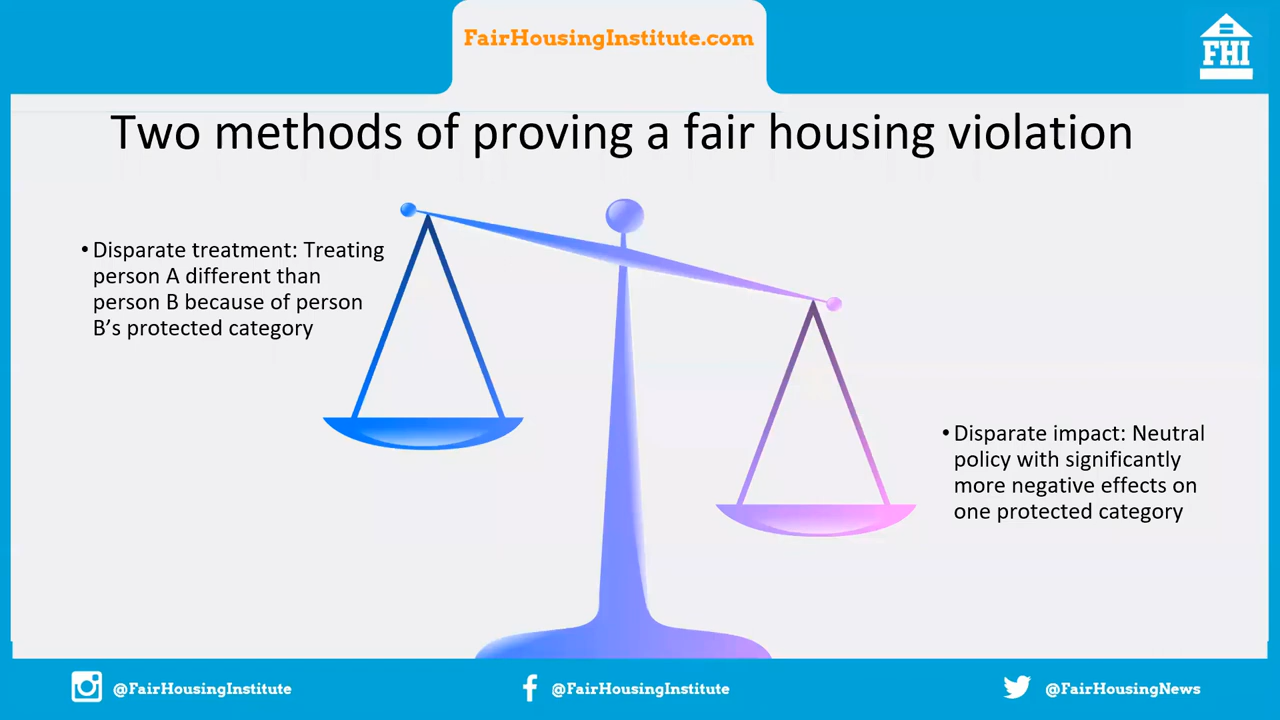 FairHousingInstitute.com
FHI
Two methods of proving a fair housing violation
• Disparate treatment: Treating
person A different than
person B because of person
B’s protected category
• Disparate impact: Neutral
policy with significantly
more negative effects on
one protected category
@FairHousingInstitute
@FairHousingInstitute
@FairHousingNews